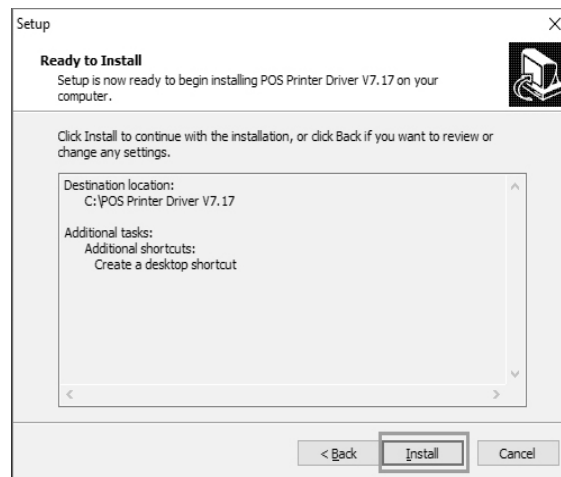 Setup
Ready to Install
Setup is now ready to begin installing POS Printer Driver V7.17 on your
computer.
Click Install to continue with the installation, or click Back if you want to review or
change any settings.
Destination location:
C:\POS Printer Driver V7.17
Additional tasks:
Additional shortcuts:
Create a desktop shortcut
< Back
Install
Cancel